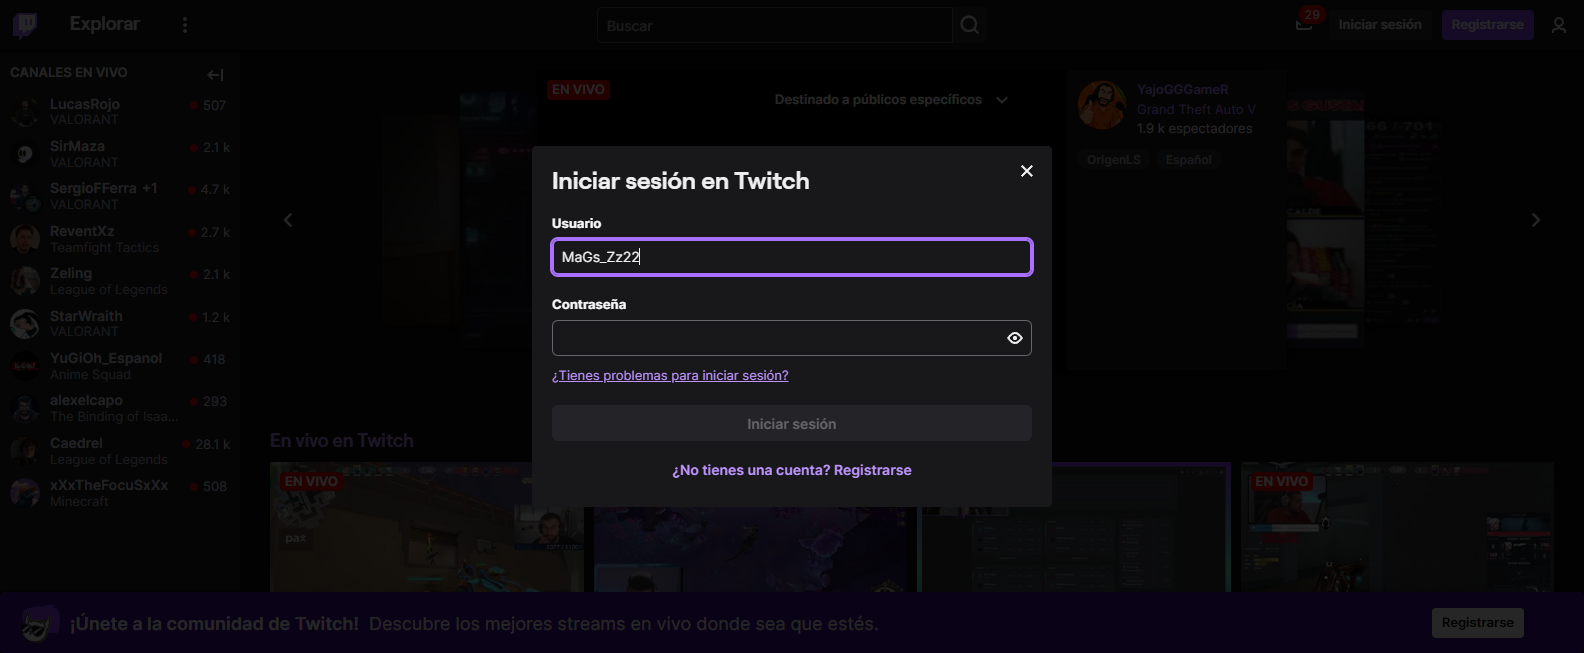 Explorar
Buscar
29
Iniciar sesión
Registrarse
CANALES EN VIVO
LucasRojo
507
VALORANT
SirMaza
2.1 k
VALORANT
SergioFFerra +1
4.7 k
VALORANT
ReventXz
2.7 k
Teamfight Tactics
Zeling
2.1 k
League of Legends
StarWraith
1.2 k
VALORANT
YuGiOh_Espanol
418
Anime Squad
alexelcapo
293
The Binding of Isaa...
Caedrel
28.1 k
League of Legends
xXxTheFocuSxXx
508
Minecraft
EN VIVO
Destinado a públicos específicos
YajoGGGameR
Grand Theft Auto V
1.9 k espectadores
OrigenLS
Español
Iniciar sesión en Twitch
Usuario
MaGs_Zz22
Contraseña
¿Tienes problemas para iniciar sesión?
Iniciar sesión
¿No tienes una cuenta? Registrarse
En vivo en Twitch
EN VIVO
EN VIVO
¡Únete a la comunidad de Twitch! Descubre los mejores streams en vivo donde sea que estés.
Registrarse